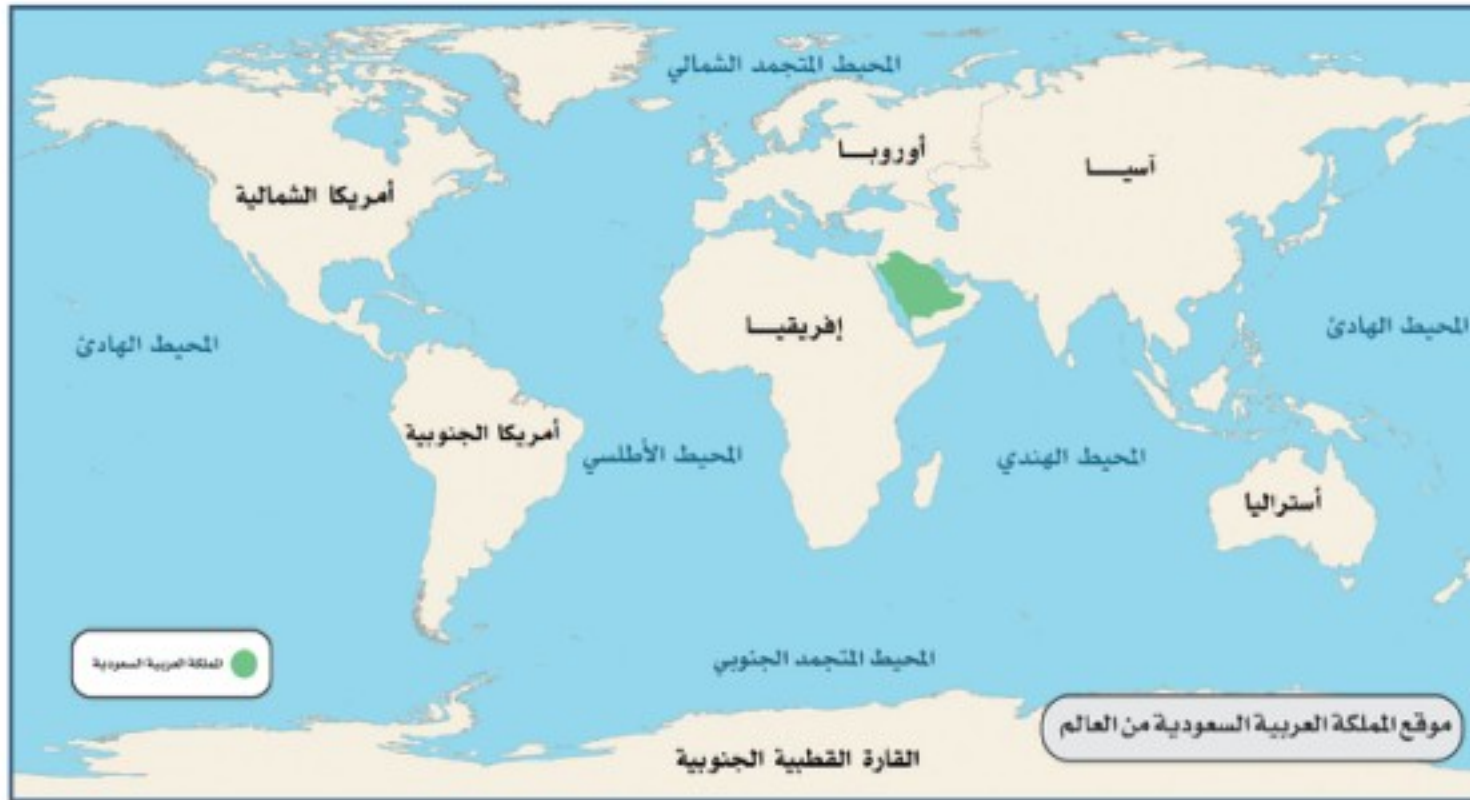 المحيط المتجمد الشمالي
أوروبـــا
آسيـــا
أمريكا الشمالية
إفريقيـــا
المحيط الهادئ
المحيط الهادئ
أمريكا الجنوبية
المحيط الأطلسي
المحيط الهندي
أستراليا
المملكة العربية السعودية
المحيط المتجمد الجنوبي
موقع المملكة العربية السعودية من العالم
القارة القطبية الجنوبية